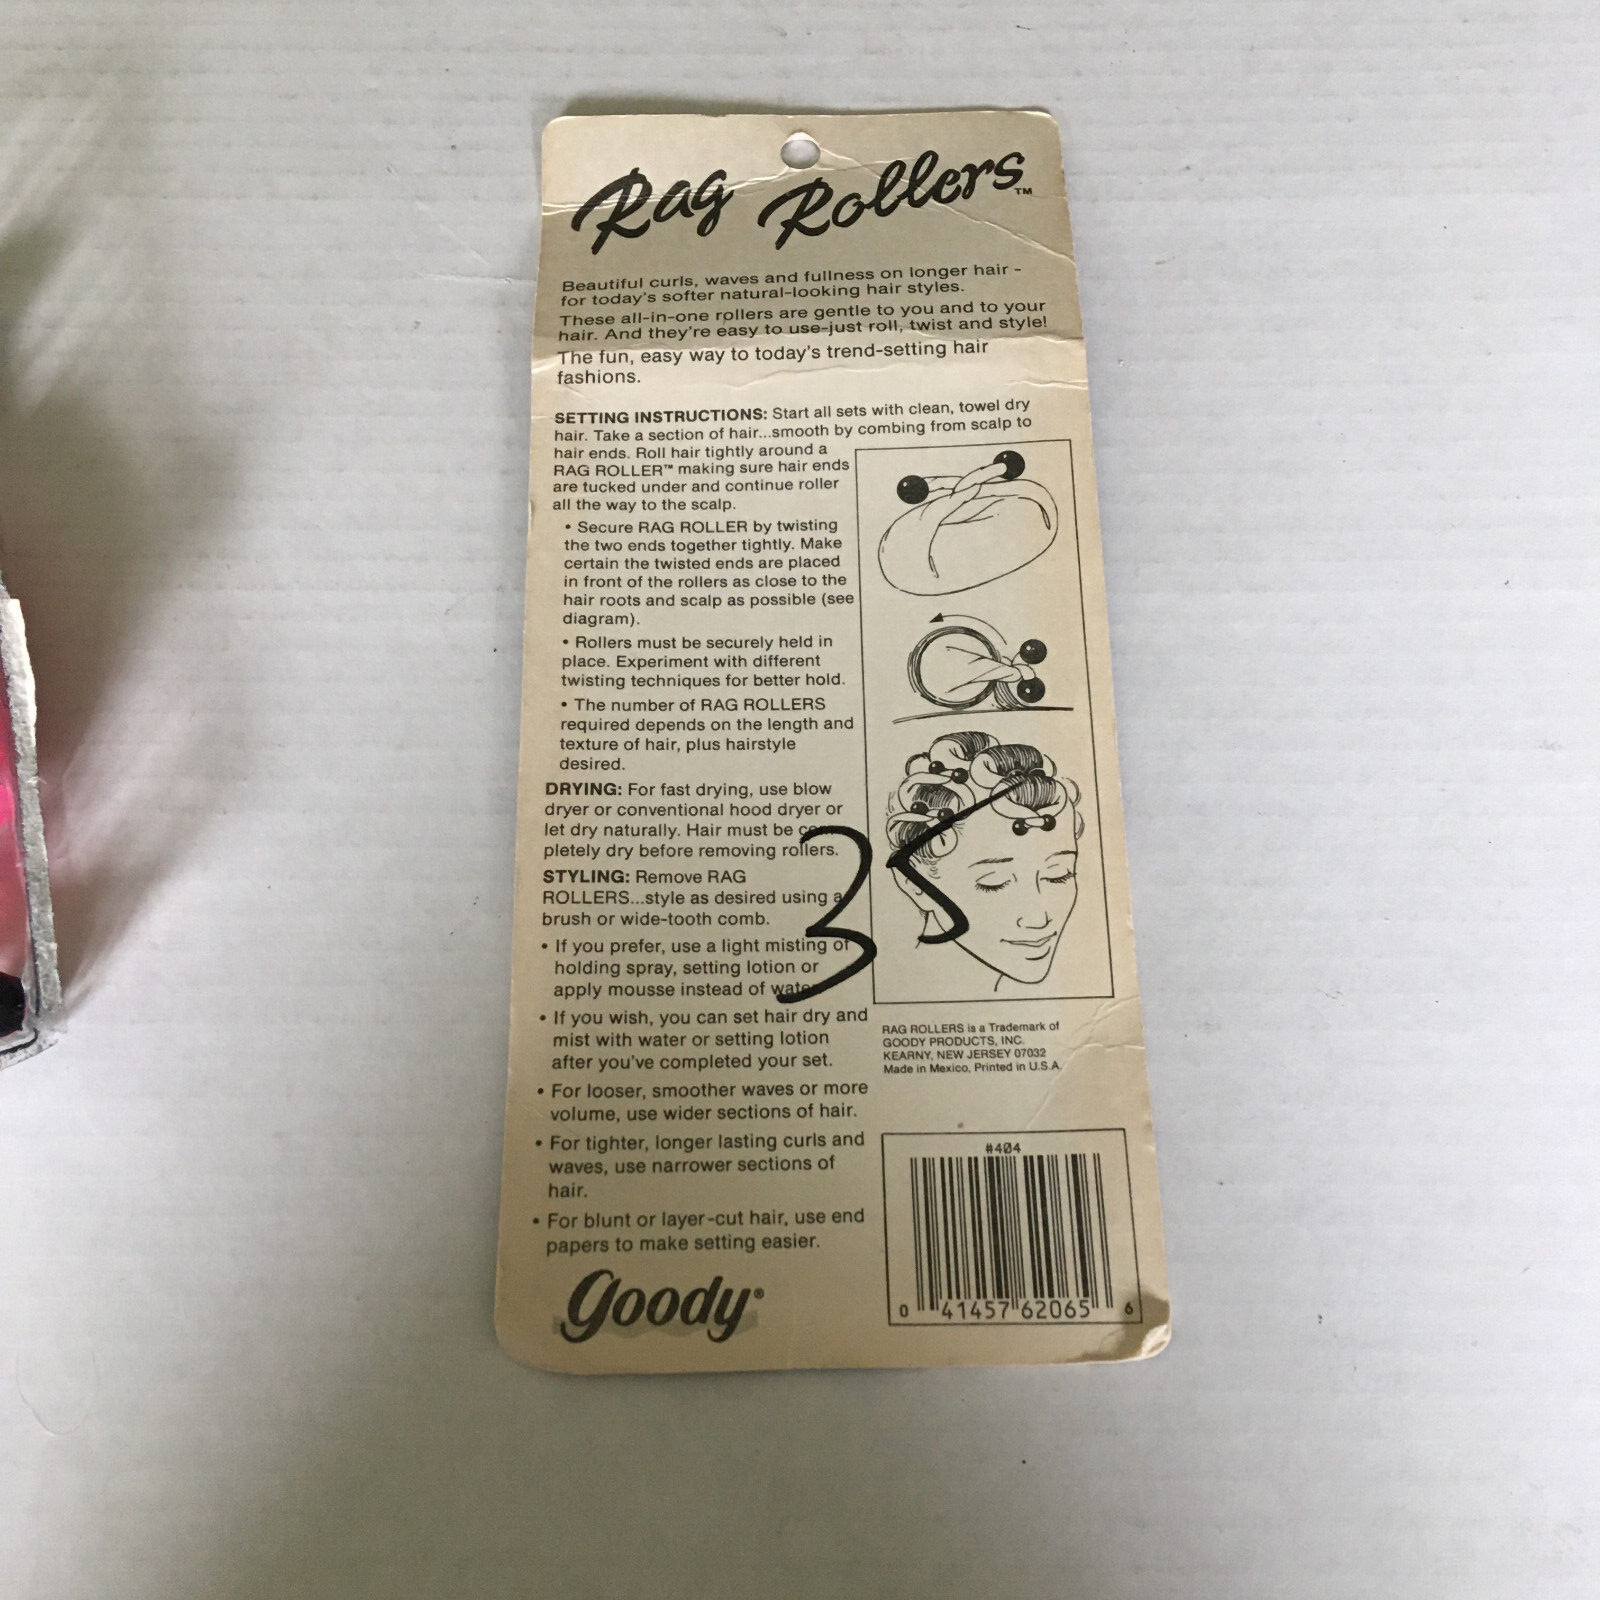 Rag Rollers™
Beautiful curls, waves and fullness on longer hair -
for today's softer natural-looking hair styles.
These all-in-one rollers are gentle to you and to your
hair. And they're easy to use-just roll, twist and style!
The fun, easy way to today's trend-setting hair
fashions.
SETTING INSTRUCTIONS: Start all sets with clean, towel dry
hair. Take a section of hair...smooth by combing from scalp to
hair ends. Roll hair tightly around a
RAG ROLLER™ making sure hair ends
are tucked under and continue roller
all the way to the scalp.
• Secure RAG ROLLER by twisting
the two ends together tightly. Make
certain the twisted ends are placed
in front of the rollers as close to the
hair roots and scalp as possible (see
diagram).
• Rollers must be securely held in
place. Experiment with different
twisting techniques for better hold.
• The number of RAG ROLLERS
required depends on the length and
texture of hair, plus hairstyle
desired.
DRYING: For fast drying, use blow
dryer or conventional hood dryer or
let dry naturally. Hair must be com-
pletely dry before removing rollers.
STYLING: Remove RAG
ROLLERS...style as desired using a
brush or wide-tooth comb.
• If you prefer, use a light misting of
holding spray, setting lotion or
apply mousse instead of water.
• If you wish, you can set hair dry and
mist with water or setting lotion
after you've completed your set.
• For looser, smoother waves or more
volume, use wider sections of hair.
• For tighter, longer lasting curls and
waves, use narrower sections of
hair.
• For blunt or layer-cut hair, use end
papers to make setting easier.
Goody®
35
RAG ROLLERS is a Trademark of
GOODY PRODUCTS, INC.
KEARNY, NEW JERSEY 07032
Made in Mexico, Printed in U.S.A.
#404
0 41457 62065 6